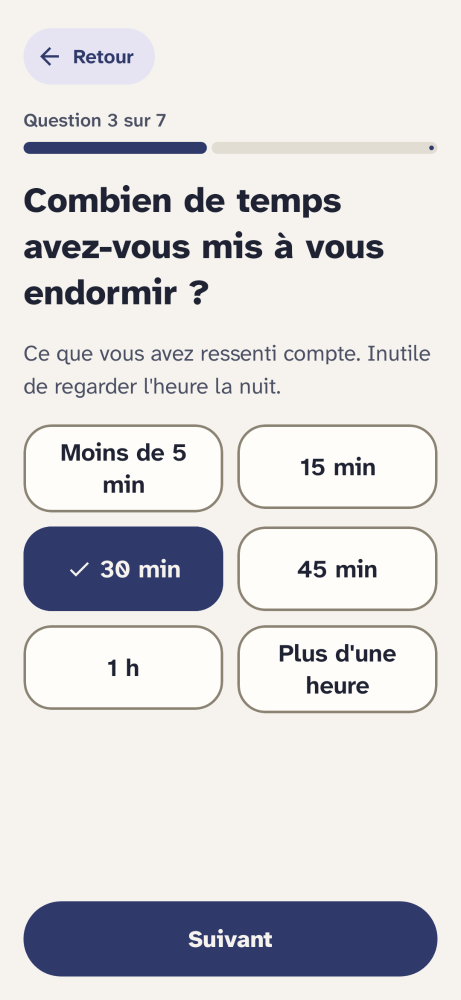 Retour
Question 3 sur 7
Combien de temps
avez-vous mis à vous
endormir ?
Ce que vous avez ressenti compte. Inutile
de regarder l'heure la nuit.
Moins de 5
min
15 min
30 min
45 min
1 h
Plus d'une
heure
Suivant